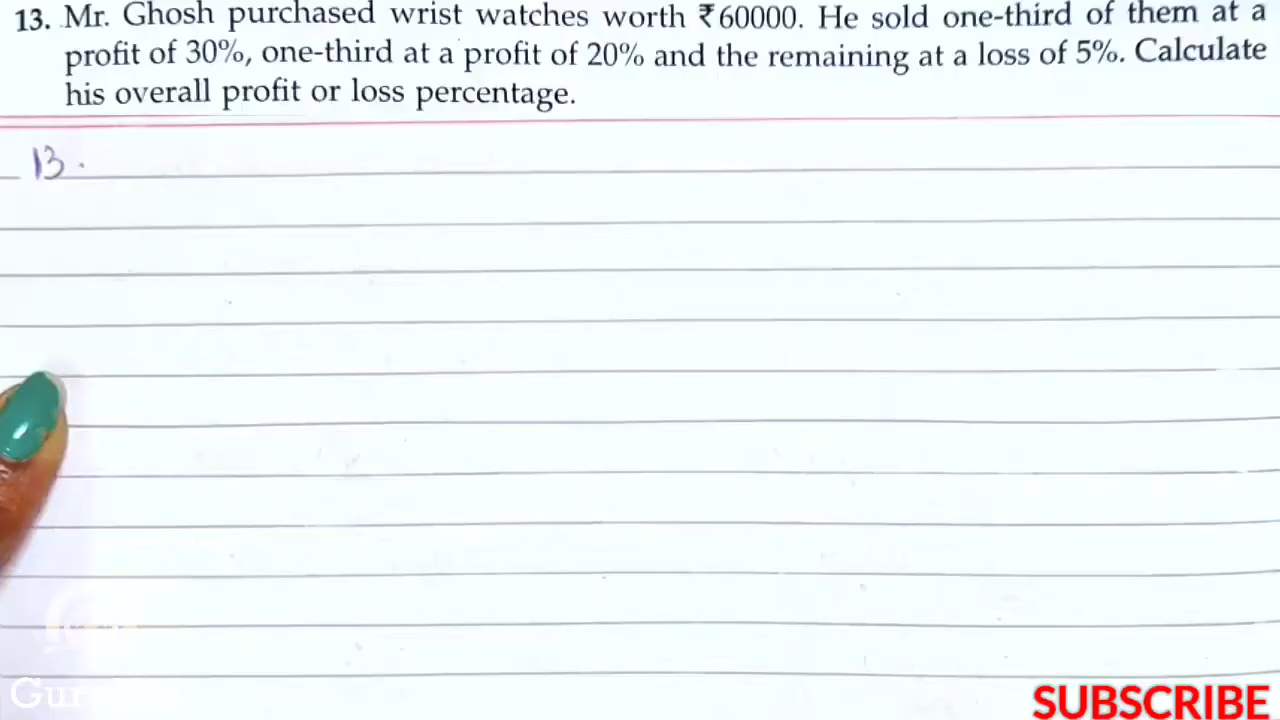 13. Mr. Ghosh purchased wrist watches worth ₹60000. He sold one-third of them at a
profit of 30%, one-third at a profit of 20% and the remaining at a loss of 5%. Calculate
his overall profit or loss percentage.
13.
SUBSCRIBE